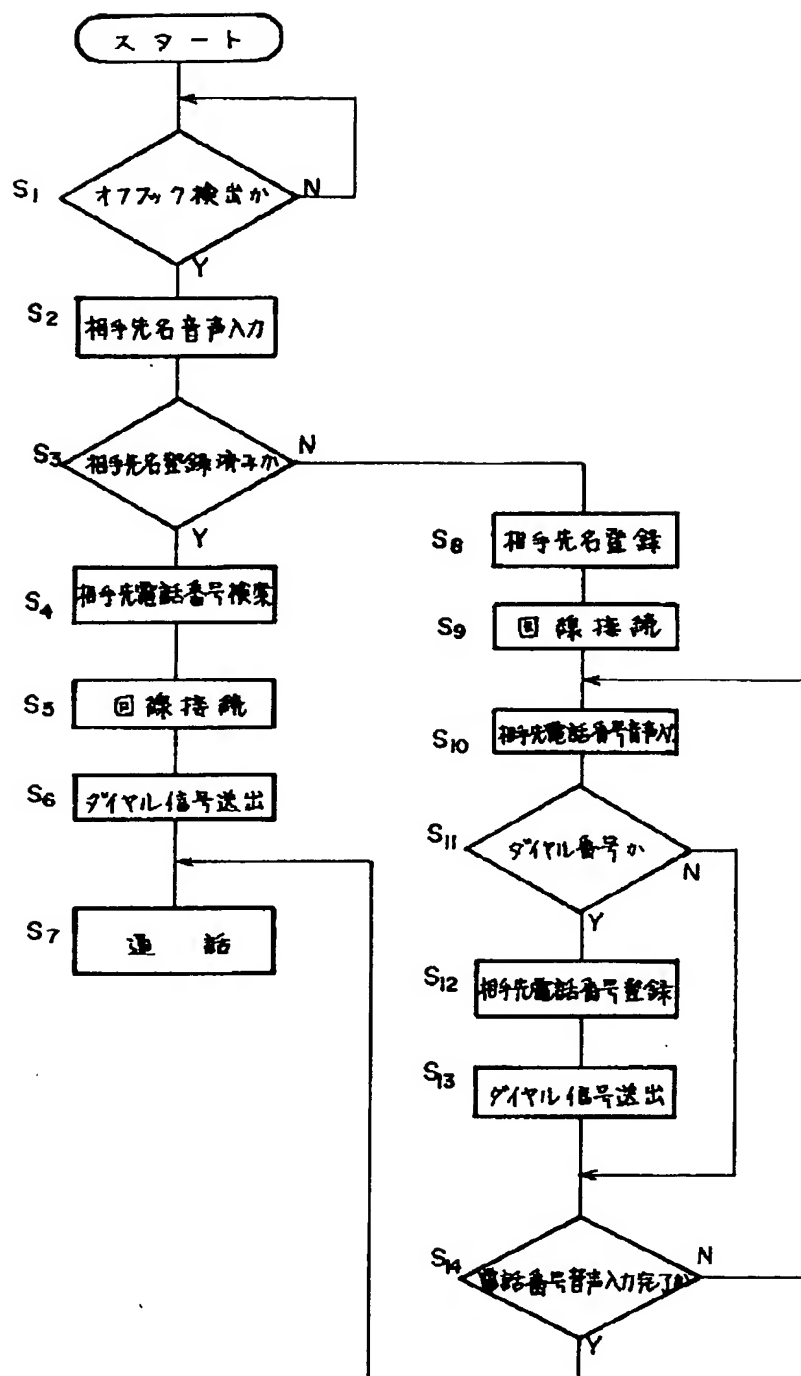 スタート
S1
オフフック検出か
N
Y
S2
相手先名音声入力
S3
相手先名登録済みか
N
Y
S4
相手先電話番号検索
S5
回線接続
S6
ダイヤル信号送出
S7
通話
S8
相手先名登録
S9
回線接続
S10
相手先電話番号音声入力
S11
ダイヤル番号か
N
Y
S12
相手先電話番号登録
S13
ダイヤル信号送出
S14
電話番号音声入力完了か
N
Y